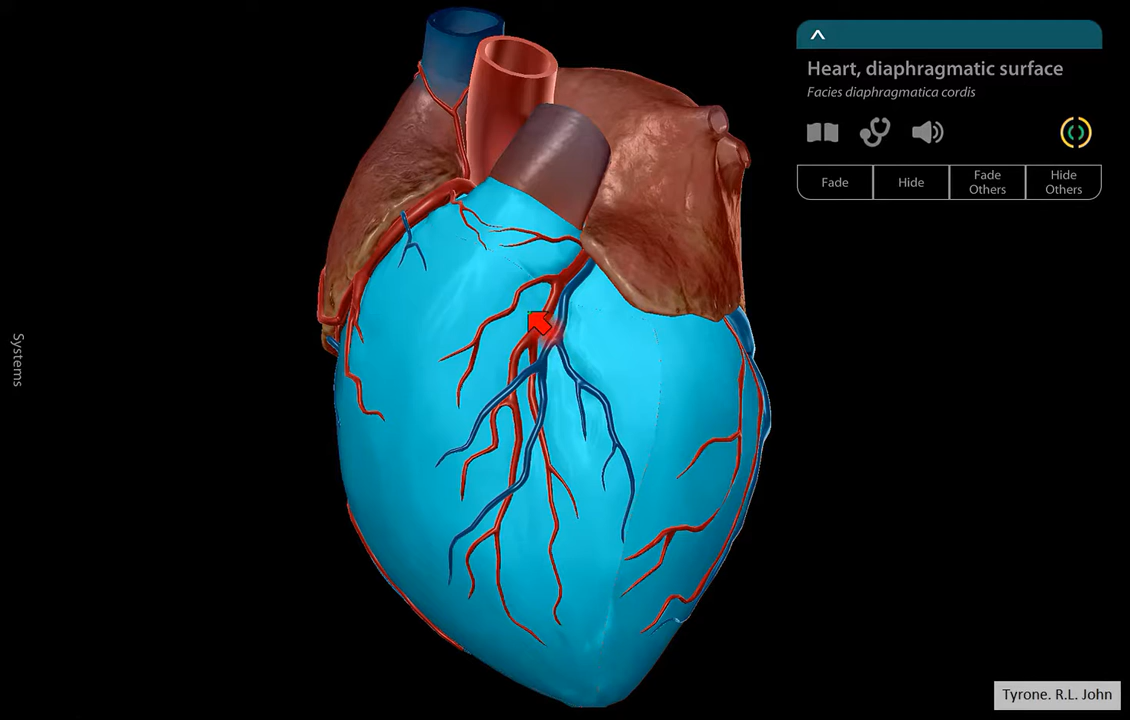 Heart, diaphragmatic surface
Facies diaphragmatica cordis
Fade
Hide
Fade Others
Hide Others
Systems
Tyrone. R.L. John